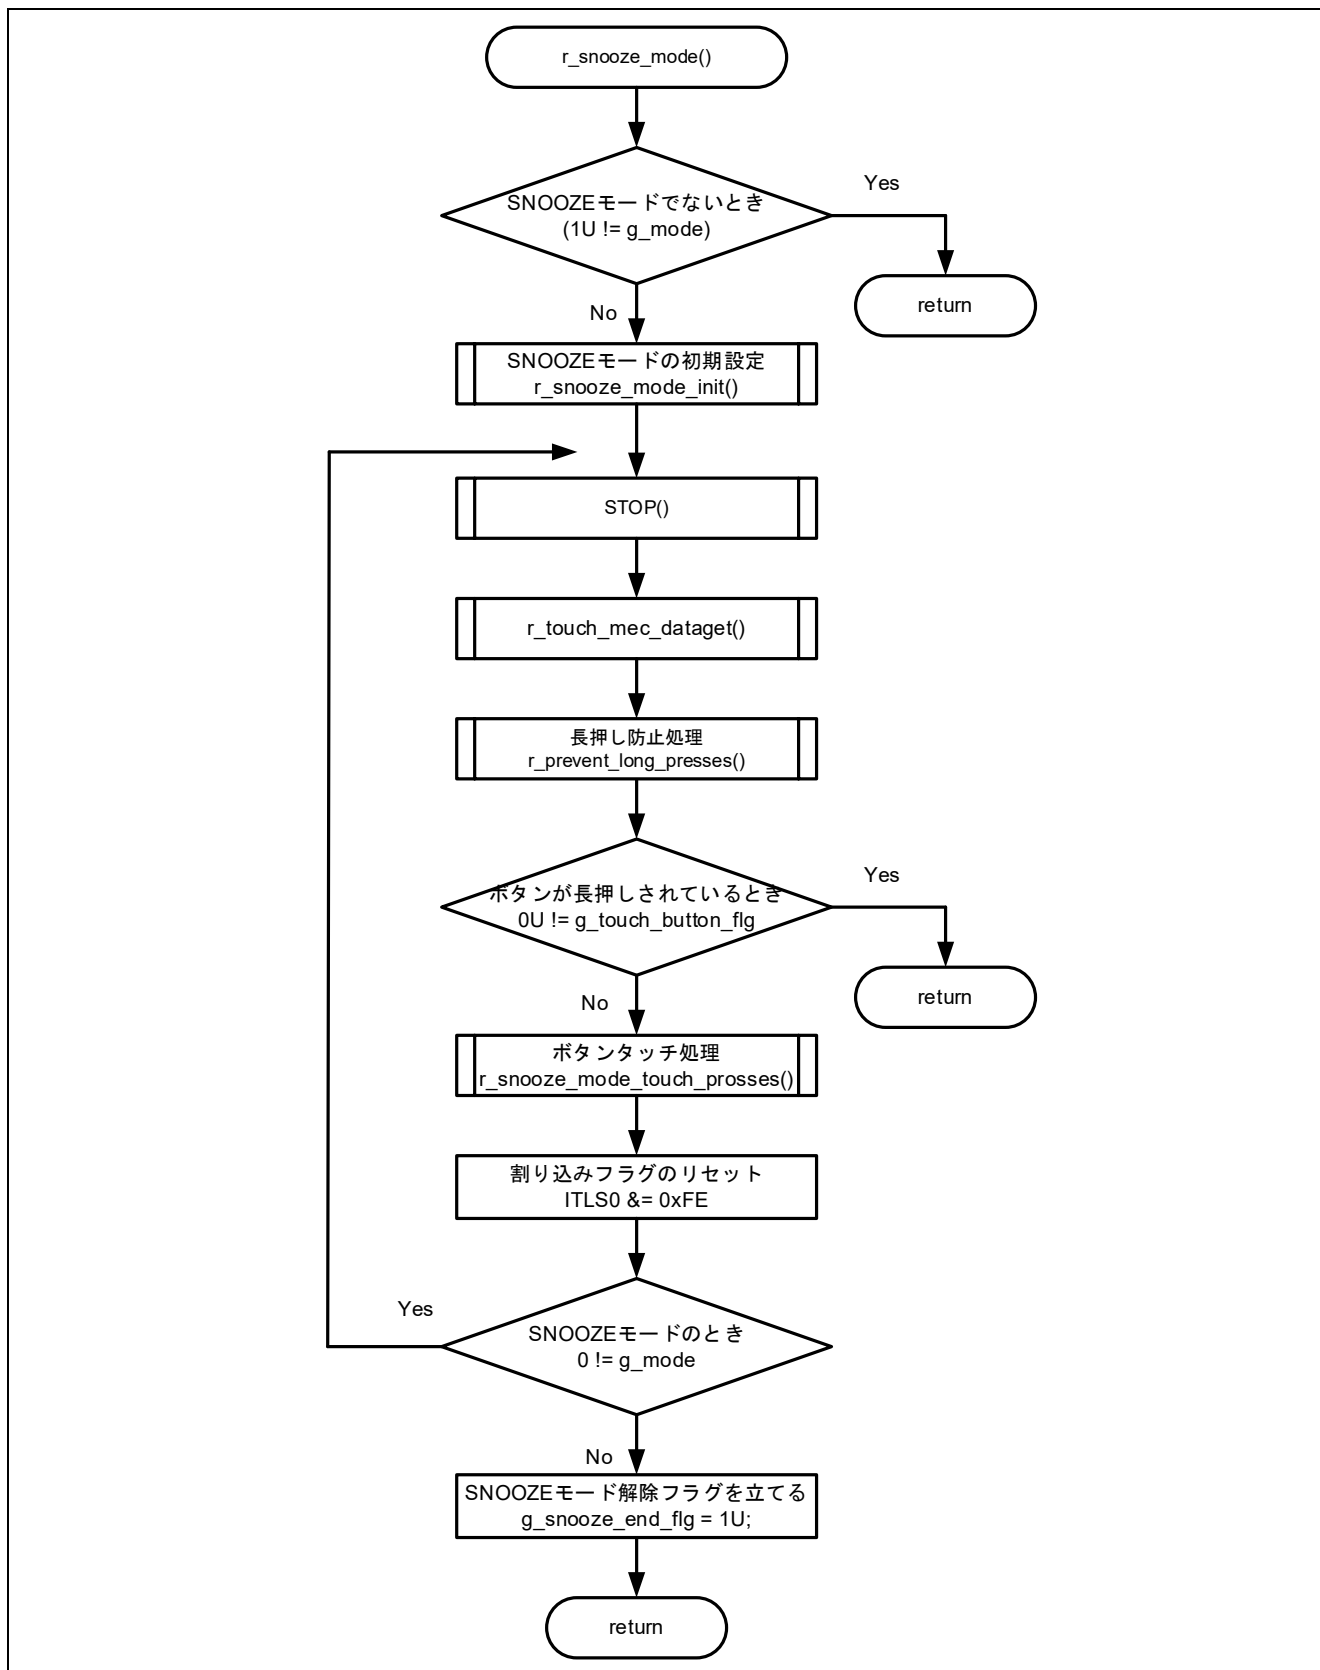 r_snooze_mode()
SNOOZEモードでないとき
(1U != g_mode)
Yes
return
No
SNOOZEモードの初期設定
r_snooze_mode_init()
STOP()
r_touch_mec_dataget()
長押し防止処理
r_prevent_long_presses()
ボタンが長押しされているとき
0U != g_touch_button_flg
Yes
return
No
ボタンタッチ処理
r_snooze_mode_touch_prosses()
割り込みフラグのリセット
ITLS0 &= 0xFE
Yes
SNOOZEモードのとき
0 != g_mode
No
SNOOZEモード解除フラグを立てる
g_snooze_end_flg = 1U;
return